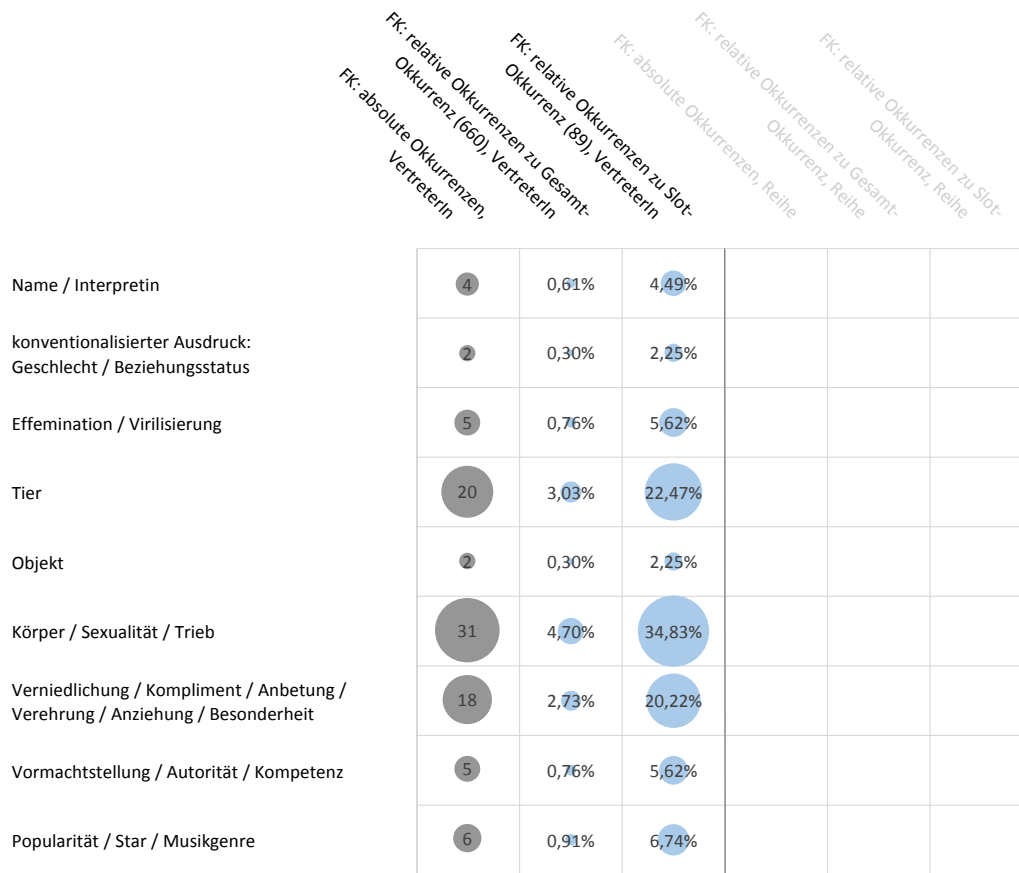 FK: absolute Okkurrenzen,
VertreterIn
FK: relative Okkurrenzen zu Gesamt-
Okkurrenz (660), VertreterIn
FK: relative Okkurrenzen zu Slot-
Okkurrenz (89), VertreterIn
FK: absolute Okkurrenzen, Reihe
FK: relative Okkurrenzen zu Gesamt-
Okkurrenz, Reihe
FK: relative Okkurrenzen zu Slot-
Okkurrenz, Reihe
Name / Interpretin 4 0,61% 4,49%
konventionalisierter Ausdruck:
Geschlecht / Beziehungsstatus 2 0,30% 2,25%
Effemination / Virilisierung 5 0,76% 5,62%
Tier 20 3,03% 22,47%
Objekt 2 0,30% 2,25%
Körper / Sexualität / Trieb 31 4,70% 34,83%
Verniedlichung / Kompliment / Anbetung /
Verehrung / Anziehung / Besonderheit 18 2,73% 20,22%
Vormachtstellung / Autorität / Kompetenz 5 0,76% 5,62%
Popularität / Star / Musikgenre 6 0,91% 6,74%